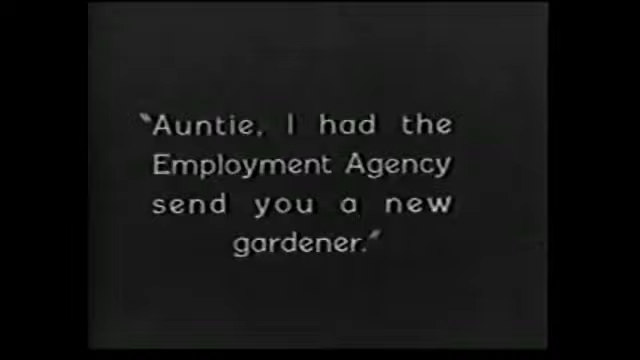 "Auntie, I had the
Employment Agency
send you a new
gardener."